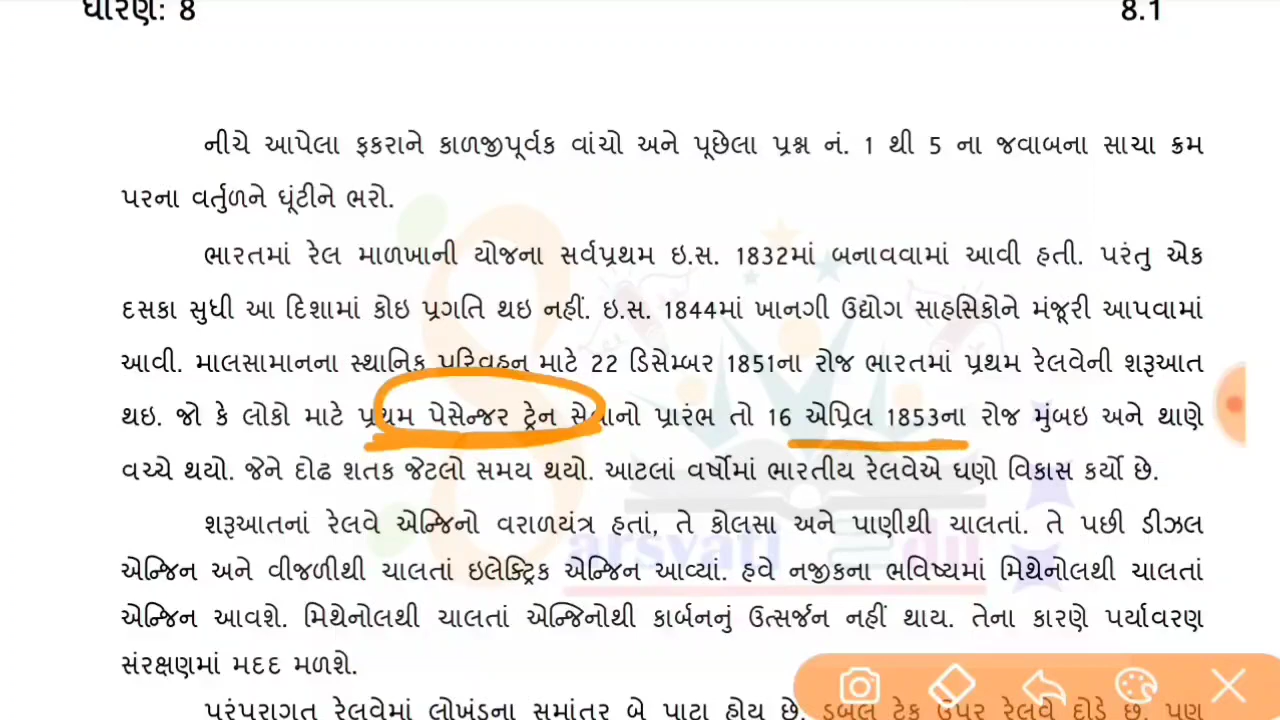 ધોરણ: 8
8.1
નીચે આપેલા ફકરાને કાળજીપૂર્વક વાંચો અને પૂછેલા પ્રશ્ન નં. 1 થી 5 ના જવાબના સાચા ક્રમ
પરના વર્તુળને ઘૂંટીને ભરો.
ભારતમાં રેલ માળખાની યોજના સર્વપ્રથમ ઇ.સ. 1832માં બનાવવામાં આવી હતી. પરંતુ એક
દસકા સુધી આ દિશામાં કોઇ પ્રગતિ થઇ નહીં. ઇ.સ. 1844માં ખાનગી ઉદ્યોગ સાહસિકોને મંજૂરી આપવામાં
આવી. માલસામાનના સ્થાનિક પરિવહન માટે 22 ડિસેમ્બર 1851ના રોજ ભારતમાં પ્રથમ રેલવેની શરૂઆત
થઇ. જો કે લોકો માટે પ્રથમ પેસેન્જર ટ્રેન સેવાનો પ્રારંભ તો 16 એપ્રિલ 1853ના રોજ મુંબઇ અને થાણે
વચ્ચે થયો. જેને દોઢ શતક જેટલો સમય થયો. આટલાં વર્ષોમાં ભારતીય રેલવેએ ઘણો વિકાસ કર્યો છે.
શરૂઆતનાં રેલવે એન્જિનો વરાળયંત્ર હતાં, તે કોલસા અને પાણીથી ચાલતાં. તે પછી ડીઝલ
એન્જિન અને વીજળીથી ચાલતાં ઇલેક્ટ્રિક એન્જિન આવ્યાં. હવે નજીકના ભવિષ્યમાં મિથેનોલથી ચાલતાં
એન્જિન આવશે. મિથેનોલથી ચાલતાં એન્જિનોથી કાર્બનનું ઉત્સર્જન નહીં થાય. તેના કારણે પર્યાવરણ
સંરક્ષણમાં મદદ મળશે.
પરંપરાગત રેલવેમાં લોખંડના સમાંતર બે પાટા હોય છે. ડબલ ટ્રેક ઉપર રેલવે દોડે છે. પણ